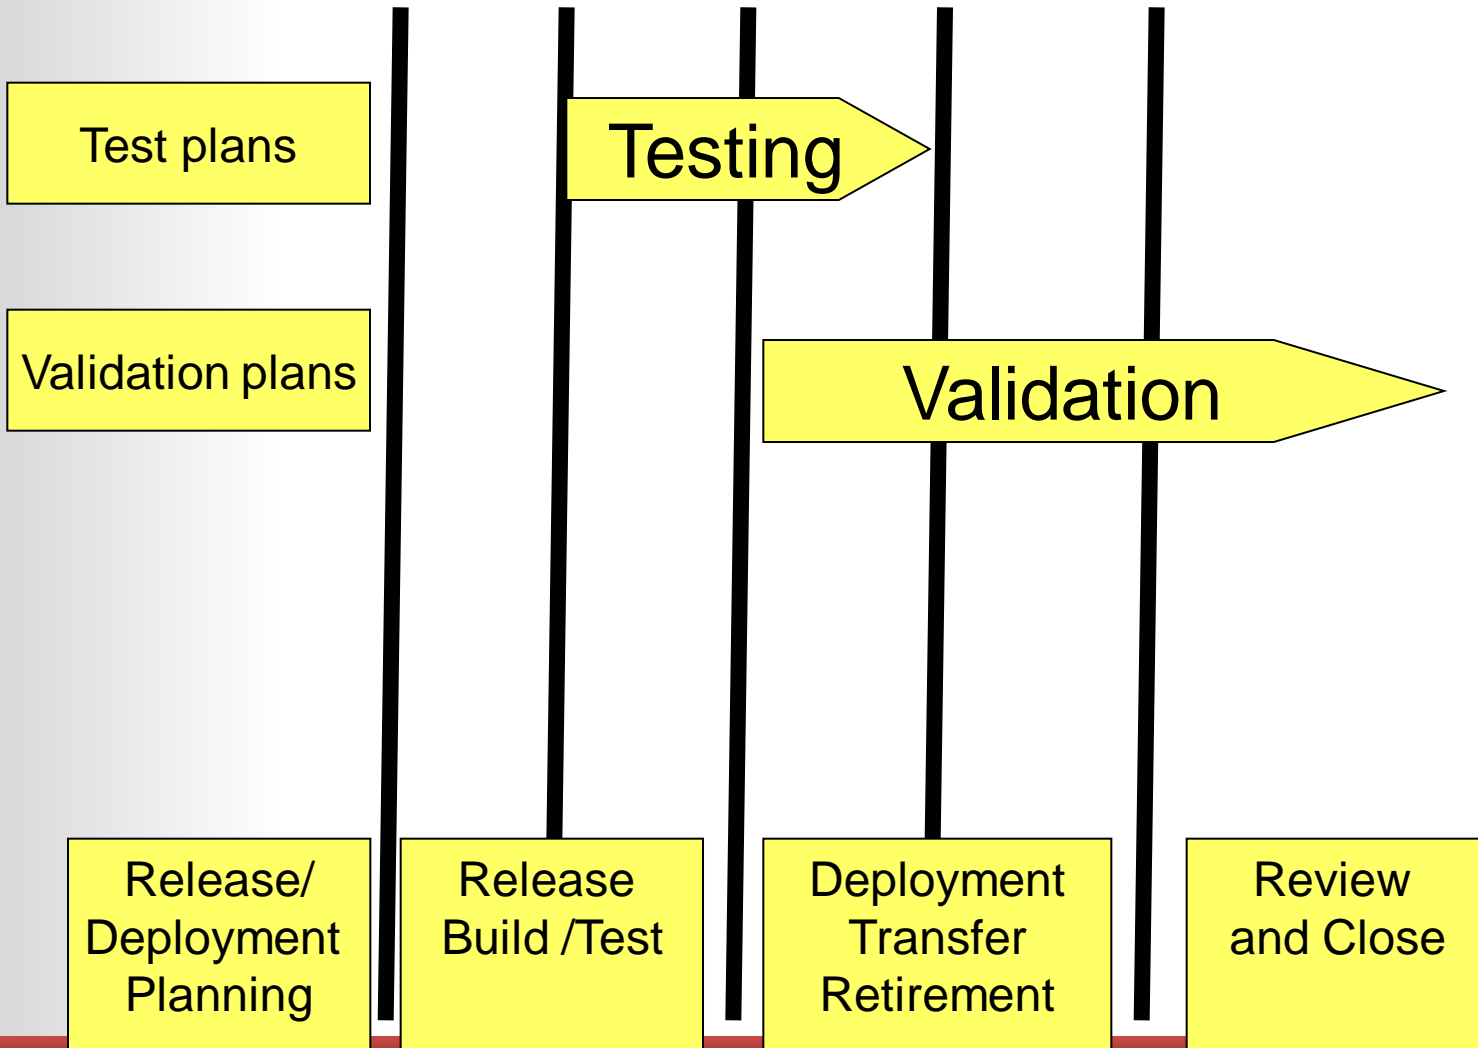 Test plans
Testing
Validation plans
Validation
Release/
Deployment
Planning
Release
Build /Test
Deployment
Transfer
Retirement
Review
and Close